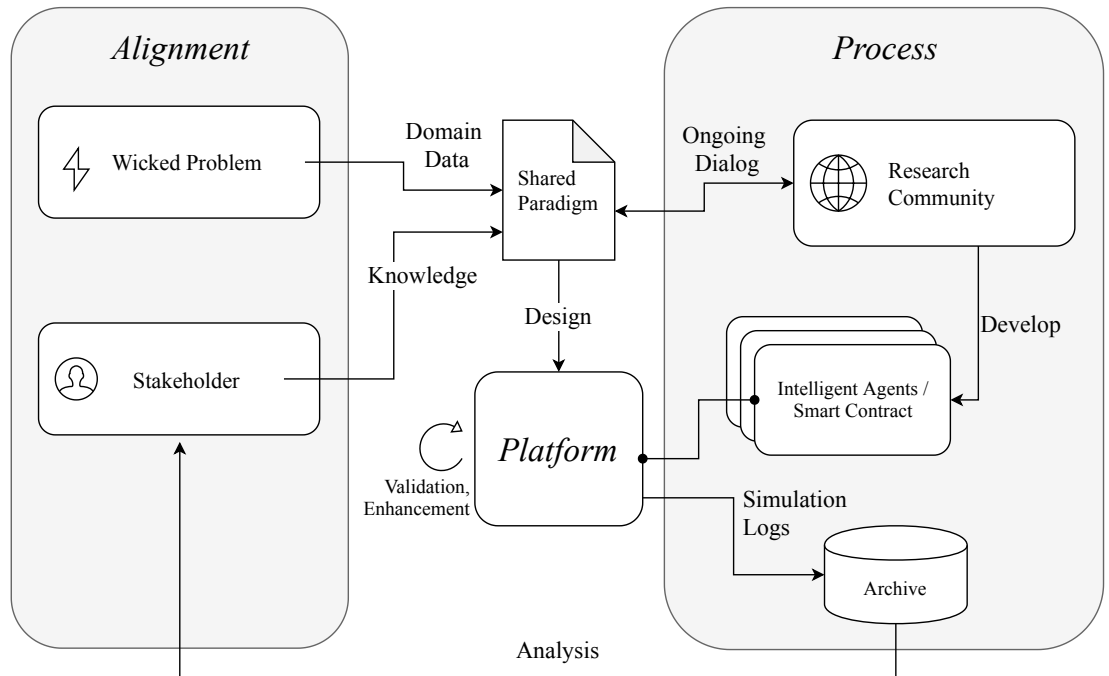 Alignment
Process
Wicked Problem
Domain
Data
Shared
Paradigm
Ongoing
Dialog
Research
Community
Knowledge
Stakeholder
Design
Develop
Intelligent Agents /
Smart Contract
Platform
Validation,
Enhancement
Simulation
Logs
Archive
Analysis